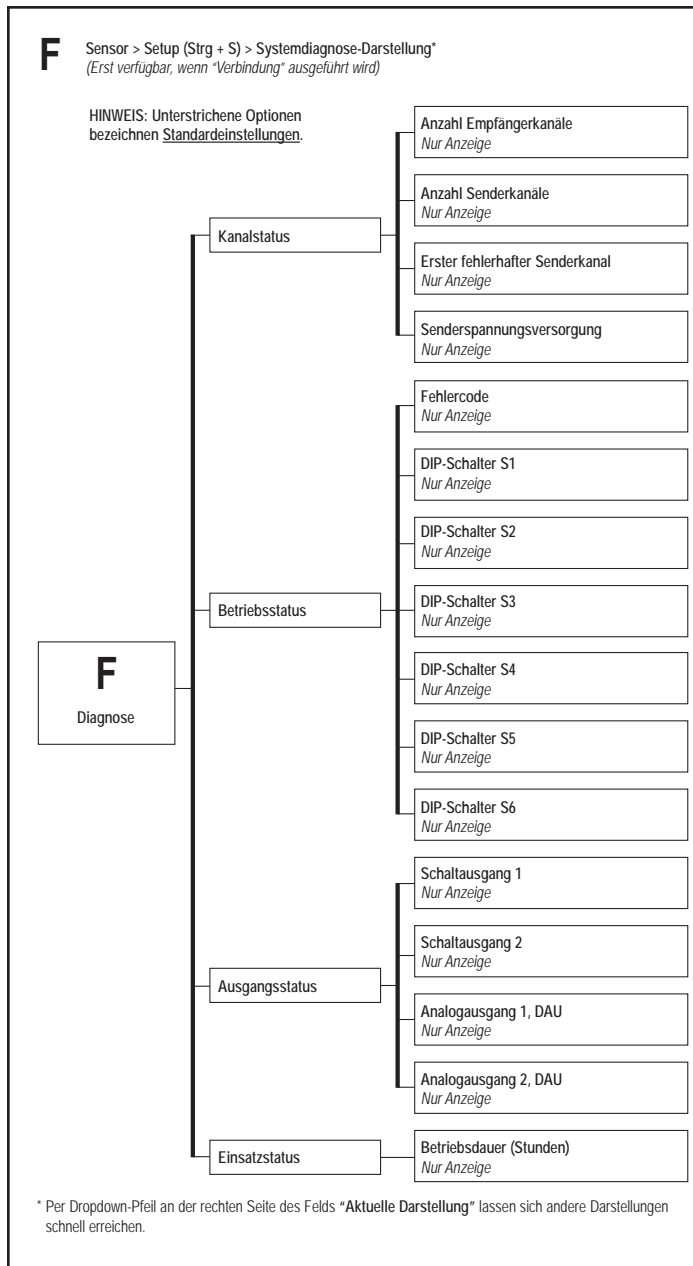 F
Sensor > Setup (Strg + S) > Systemdiagnose-Darstellung*
(Erst verfügbar, wenn "Verbindung" ausgeführt wird)
HINWEIS: Unterstrichene Optionen
bezeichnen Standardeinstellungen.
F
Diagnose
Kanalstatus
Anzahl Empfängerkanäle
Nur Anzeige
Anzahl Senderkanäle
Nur Anzeige
Erster fehlerhafter Senderkanal
Nur Anzeige
Senderspannungsversorgung
Nur Anzeige
Betriebsstatus
Fehlercode
Nur Anzeige
DIP-Schalter S1
Nur Anzeige
DIP-Schalter S2
Nur Anzeige
DIP-Schalter S3
Nur Anzeige
DIP-Schalter S4
Nur Anzeige
DIP-Schalter S5
Nur Anzeige
DIP-Schalter S6
Nur Anzeige
Ausgangsstatus
Schaltausgang 1
Nur Anzeige
Schaltausgang 2
Nur Anzeige
Analogausgang 1, DAU
Nur Anzeige
Analogausgang 2, DAU
Nur Anzeige
Einsatzstatus
Betriebsdauer (Stunden)
Nur Anzeige
* Per Dropdown-Pfeil an der rechten Seite des Felds "Aktuelle Darstellung" lassen sich andere Darstellungen
schnell erreichen.